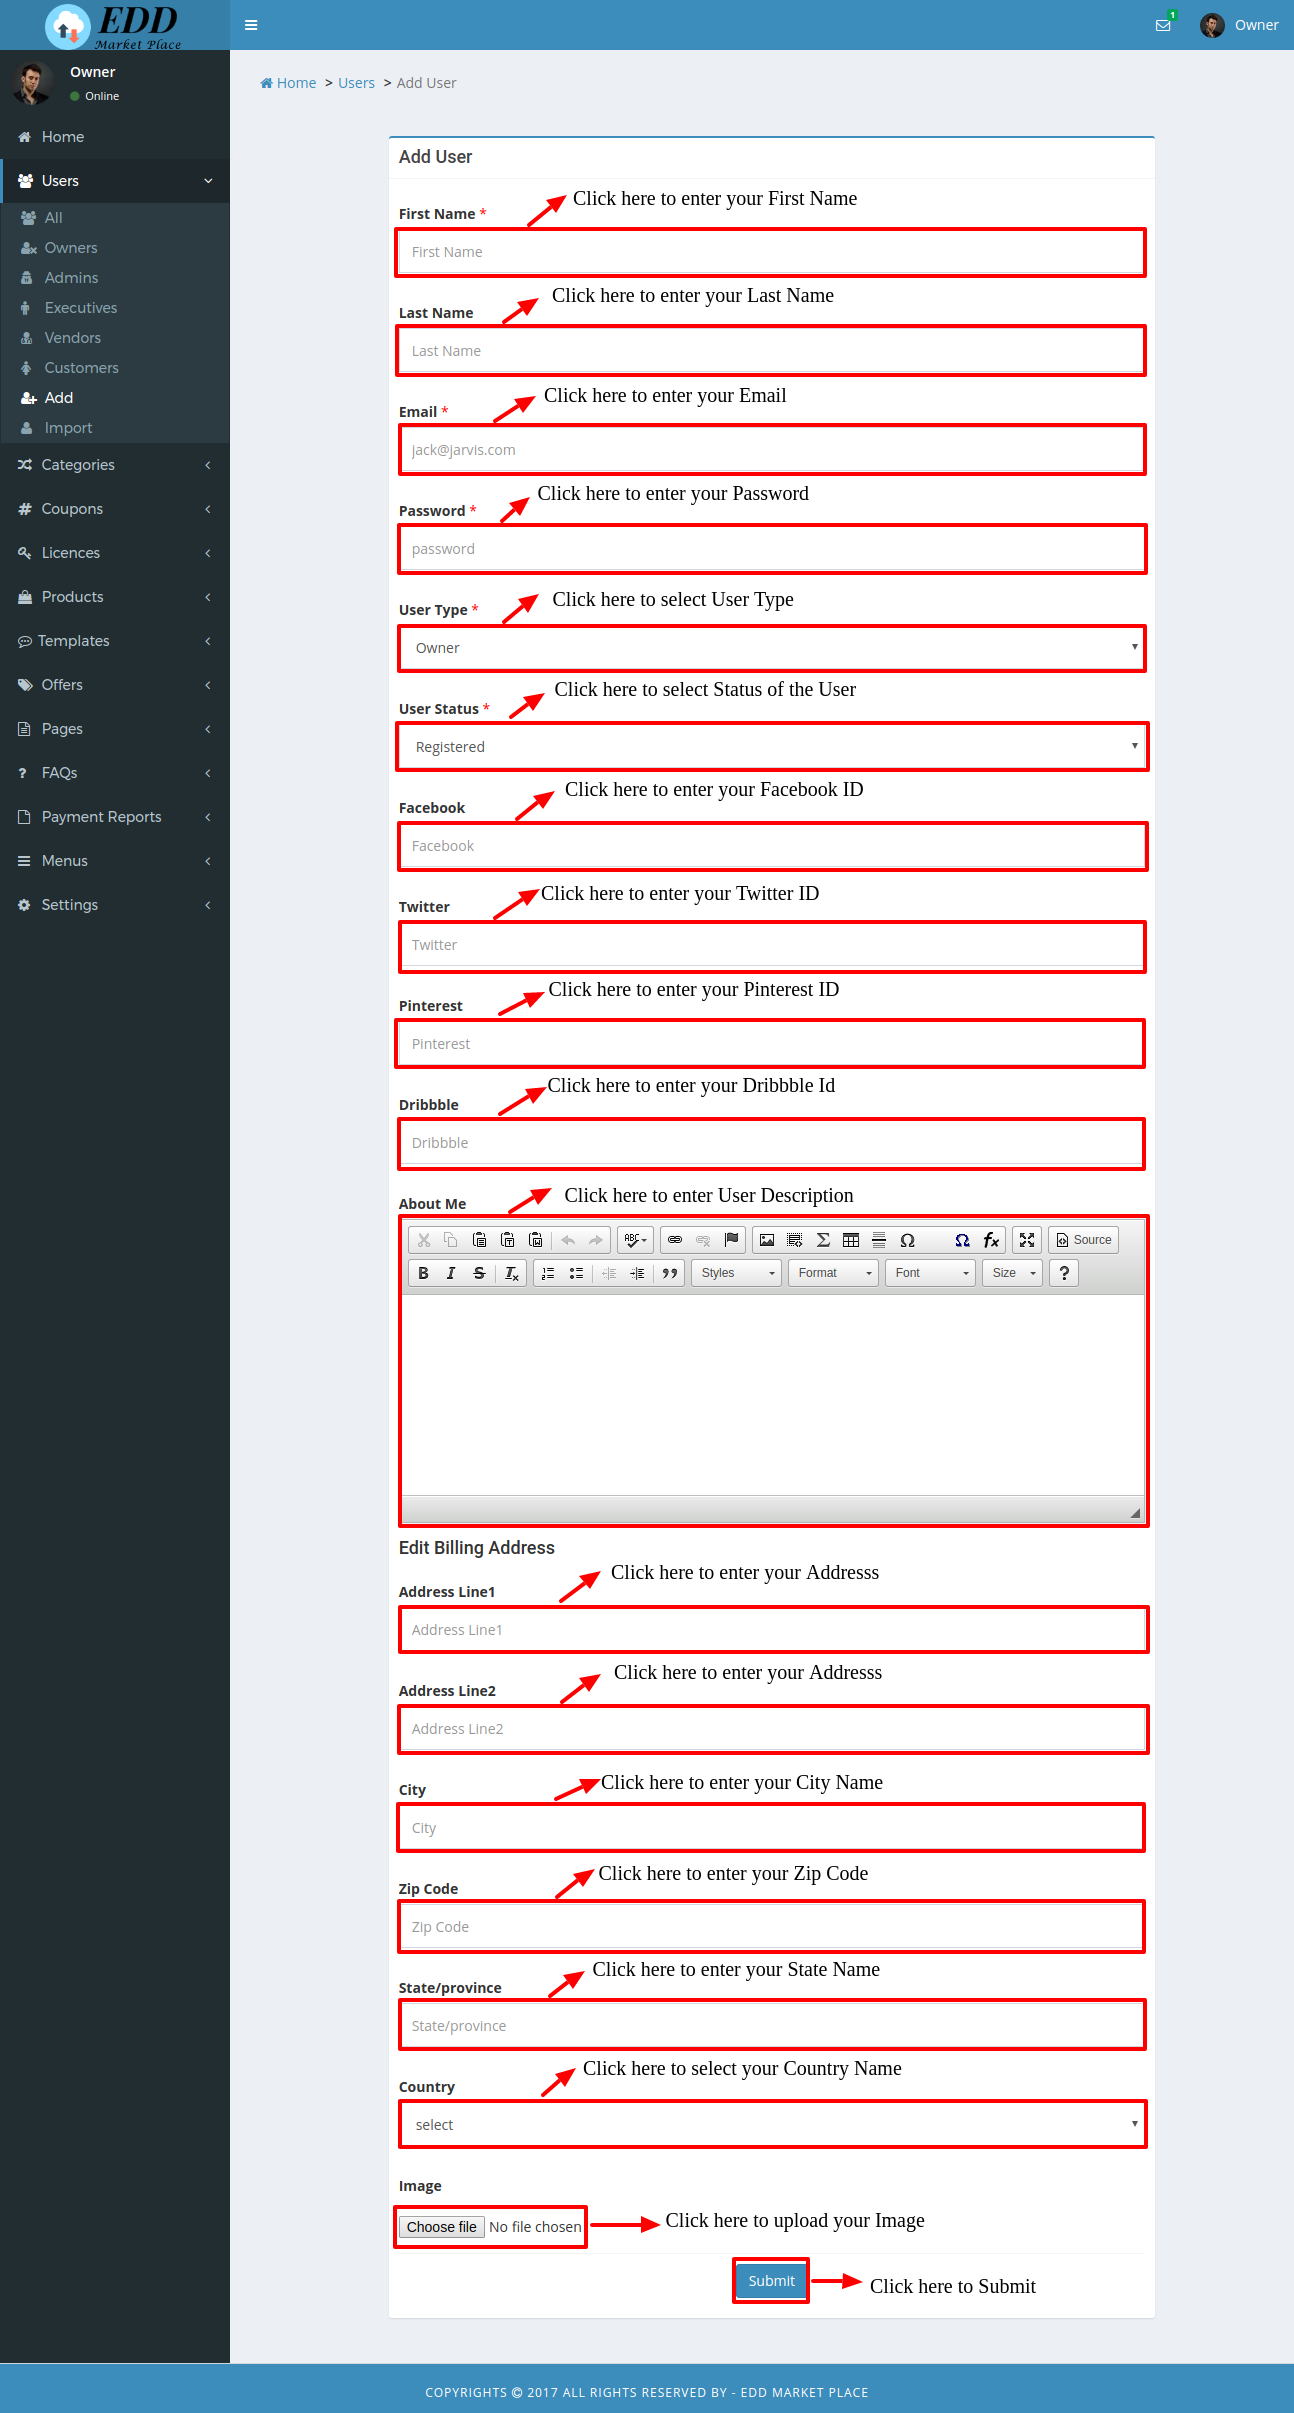 EDD
Market Place
1
Owner
Owner
Online
Home
Users
All
Owners
Admins
Executives
Vendors
Customers
Add
Import
Categories
Coupons
Licences
Products
Templates
Offers
Pages
FAQs
Payment Reports
Menus
Settings
Home > Users > Add User
Add User
Click here to enter your First Name
First Name *
First Name
Click here to enter your Last Name
Last Name
Last Name
Click here to enter your Email
Email *
jack@jarvis.com
Click here to enter your Password
Password *
password
Click here to select User Type
User Type *
Owner
Click here to select Status of the User
User Status *
Registered
Click here to enter your Facebook ID
Facebook
Facebook
Click here to enter your Twitter ID
Twitter
Twitter
Click here to enter your Pinterest ID
Pinterest
Pinterest
Click here to enter your Dribbble Id
Dribbble
Dribbble
Click here to enter User Description
About Me
Source
Styles Format Font Size ?
Edit Billing Address
Click here to enter your Addresss
Address Line1
Address Line1
Click here to enter your Addresss
Address Line2
Address Line2
Click here to enter your City Name
City
City
Click here to enter your Zip Code
Zip Code
Zip Code
Click here to enter your State Name
State/province
State/province
Click here to select your Country Name
Country
select
Image
Choose file No file chosen Click here to upload your Image
Submit Click here to Submit
COPYRIGHTS © 2017 ALL RIGHTS RESERVED BY - EDD MARKET PLACE